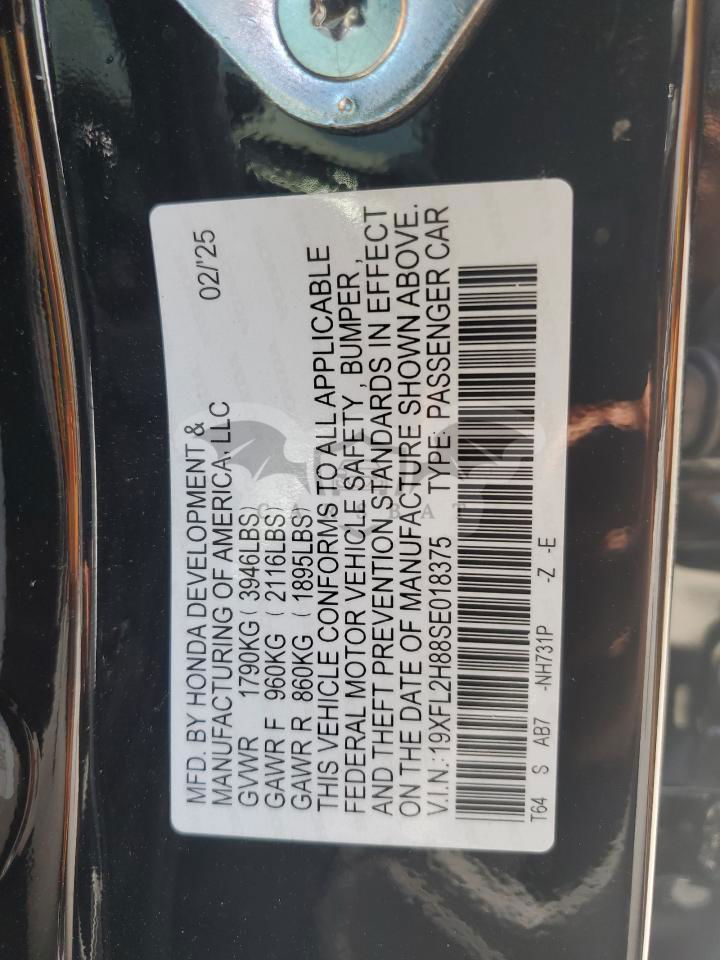 MFD. BY HONDA DEVELOPMENT &
MANUFACTURING OF AMERICA, LLC 02/'25
GVWR 1790KG ( 3946LBS)
GAWR F 960KG ( 2116LBS)
GAWR R 860KG ( 1895LBS)
THIS VEHICLE CONFORMS TO ALL APPLICABLE
FEDERAL MOTOR VEHICLE SAFETY , BUMPER ,
AND THEFT PREVENTION STANDARDS IN EFFECT
ON THE DATE OF MANUFACTURE SHOWN ABOVE.
V.I.N.: 19XFL2H88SE018375 TYPE: PASSENGER CAR
T64 S AB7 -NH731P -Z -E